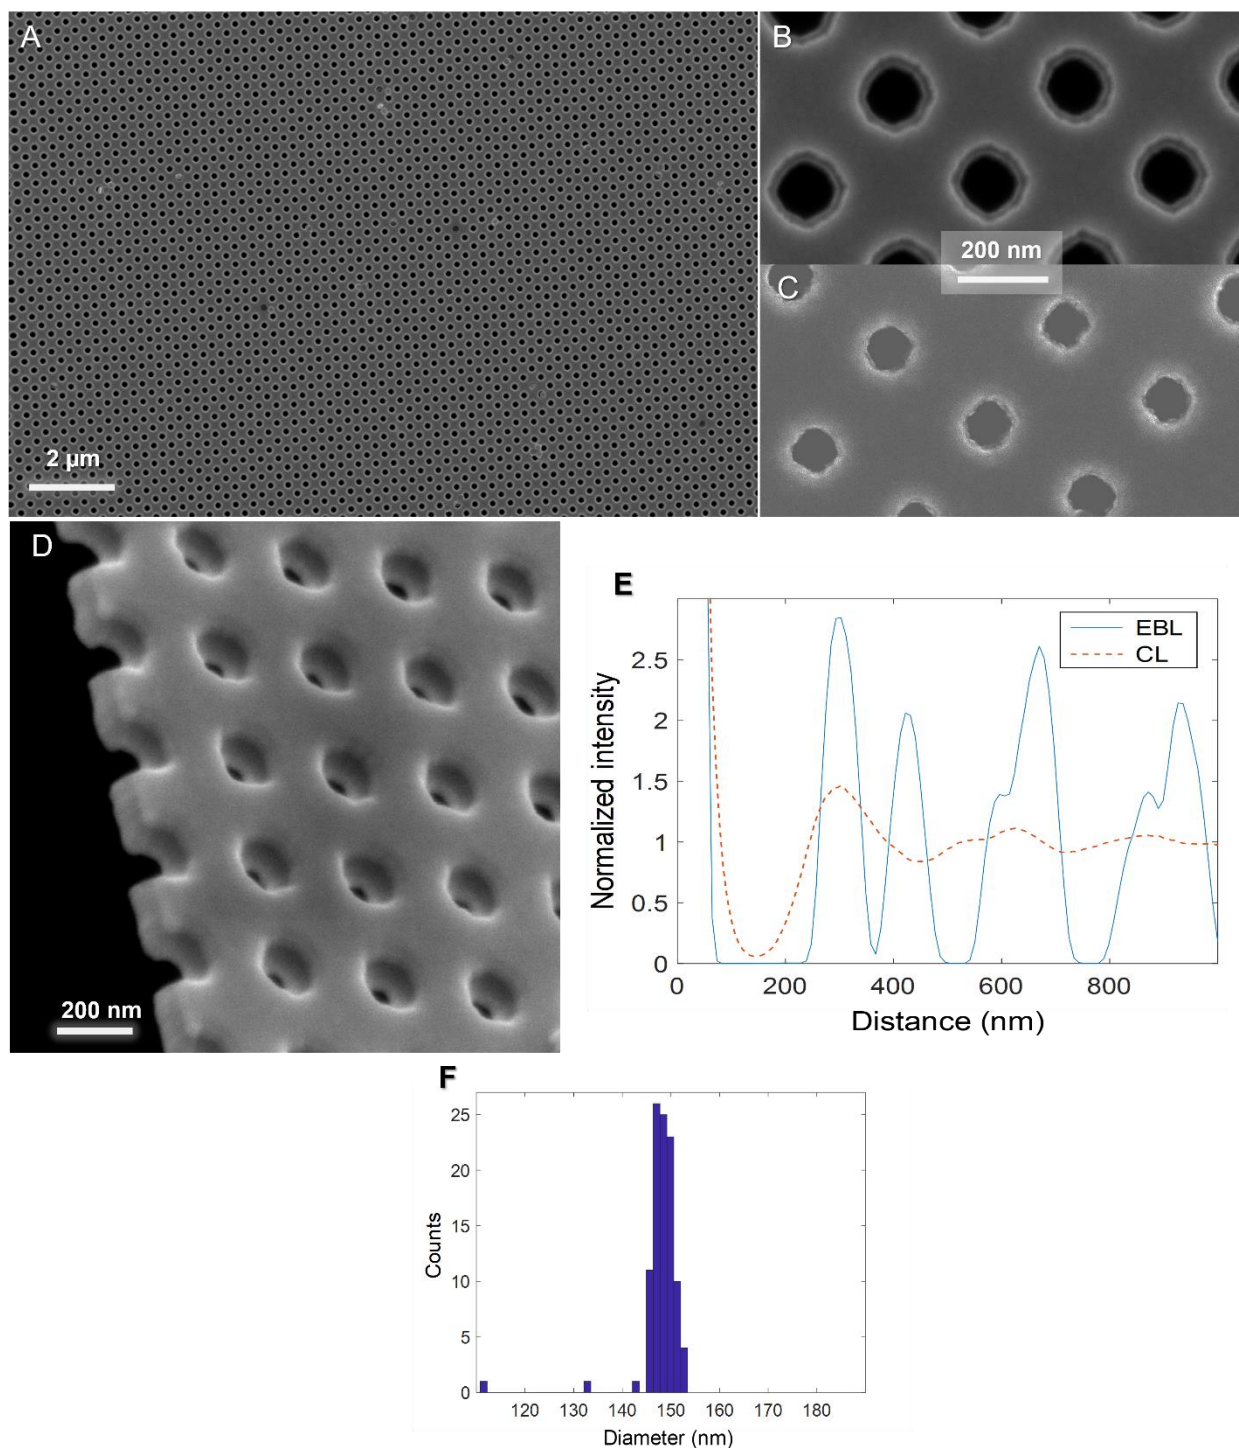 A
2 µm
B
200 nm
C
D
200 nm
E
EBL
CL
Normalized intensity
2.5
2
1.5
1
0.5
0
0 200 400 600 800
Distance (nm)
F
Counts
25
20
15
10
5
0
120 130 140 150 160 170 180
Diameter (nm)